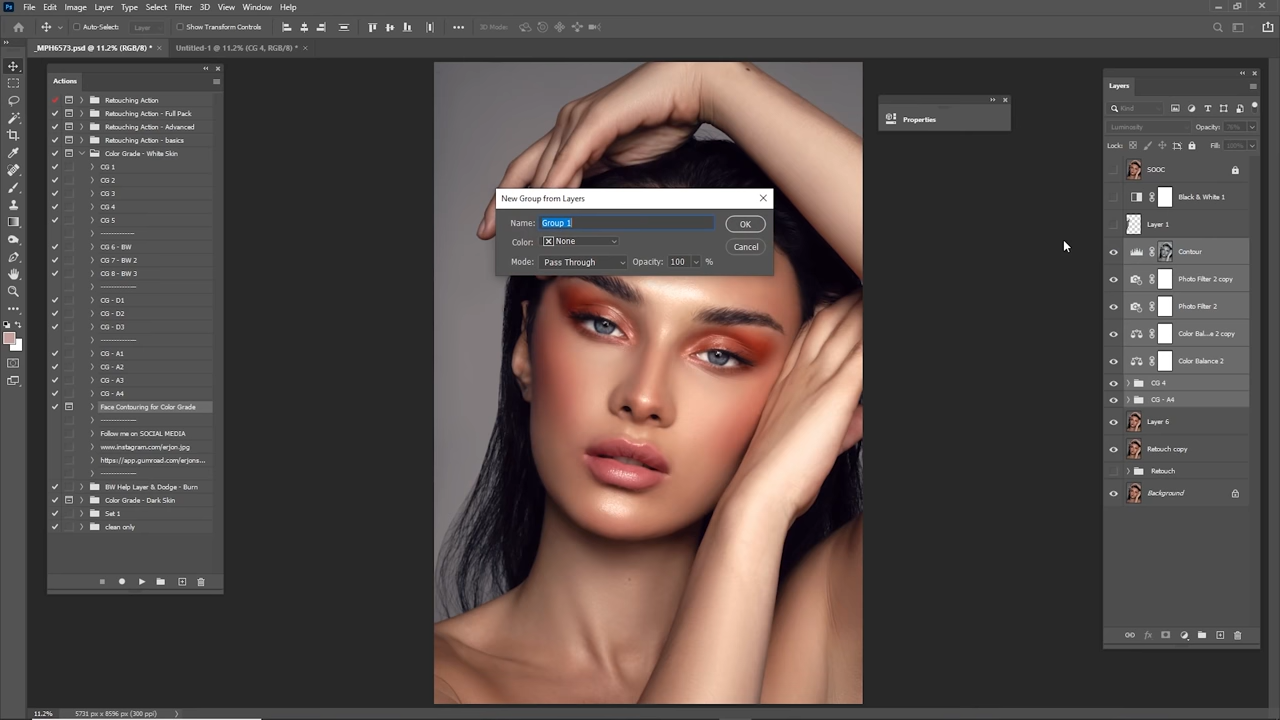 Ps File Edit Image Layer Type Select Filter 3D View Window Help
Auto-Select: Layer Show Transform Controls 3D Mode:
_MPH6573.psd @ 11.2% (RGB/8) * Untitled-1 @ 11.2% (CG 4, RGB/8) *
Actions
Retouching Action
Retouching Action - Full Pack
Retouching Action - Advanced
Retouching Action - basics
Color Grade - White Skin
CG 1
CG 2
CG 3
CG 4
CG 5
--------------
CG 6 - BW
CG 7 - BW 2
CG 8 - BW 3
--------------
CG - D1
CG - D2
CG - D3
--------------
CG - A1
CG - A2
CG - A3
CG - A4
Face Contouring for Color Grade
--------------
Follow me on SOCIAL MEDIA
www.instagram.com/erjon.jpg
https://app.gumroad.com/erjons...
--------------
BW Help Layer & Dodge - Burn
Color Grade - Dark Skin
Set 1
clean only
New Group from Layers
Name: Group 1
OK
Color: None
Cancel
Mode: Pass Through Opacity: 100 %
Properties
Layers
Kind
Luminosity Opacity: 76%
Lock: Fill: 100%
SOOC
Black & White 1
Layer 1
Contour
Photo Filter 2 copy
Photo Filter 2
Color Bal...e 2 copy
Color Balance 2
CG 4
CG - A4
Layer 6
Retouch copy
Retouch
Background
11.2% 5731 px x 8596 px (300 ppi)